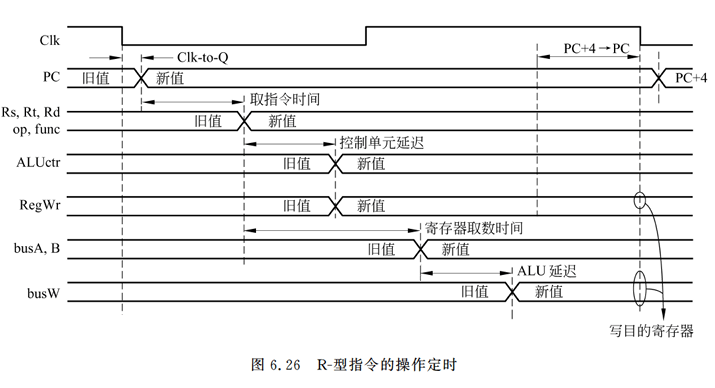 Clk
Clk-to-Q
PC+4→PC
PC 旧值 新值 PC+4
取指令时间
Rs, Rt, Rd
op, func
旧值 新值
控制单元延迟
ALUctr 旧值 新值
RegWr 旧值 新值
寄存器取数时间
busA, B 旧值 新值
ALU 延迟
busW 旧值 新值
写目的寄存器
图 6.26 R-型指令的操作定时